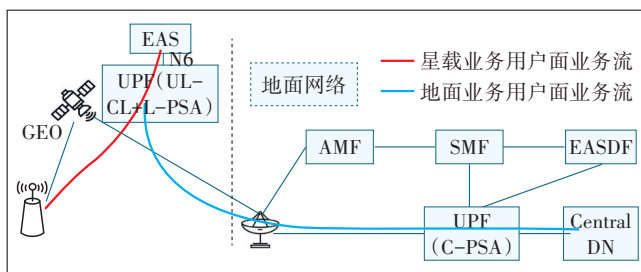 EAS
N6
UPF(UL-
CL+L-PSA)
GEO
地面网络
星载业务用户面业务流
地面业务用户面业务流
AMF
SMF
EASDF
UPF
(C-PSA)
Central
DN